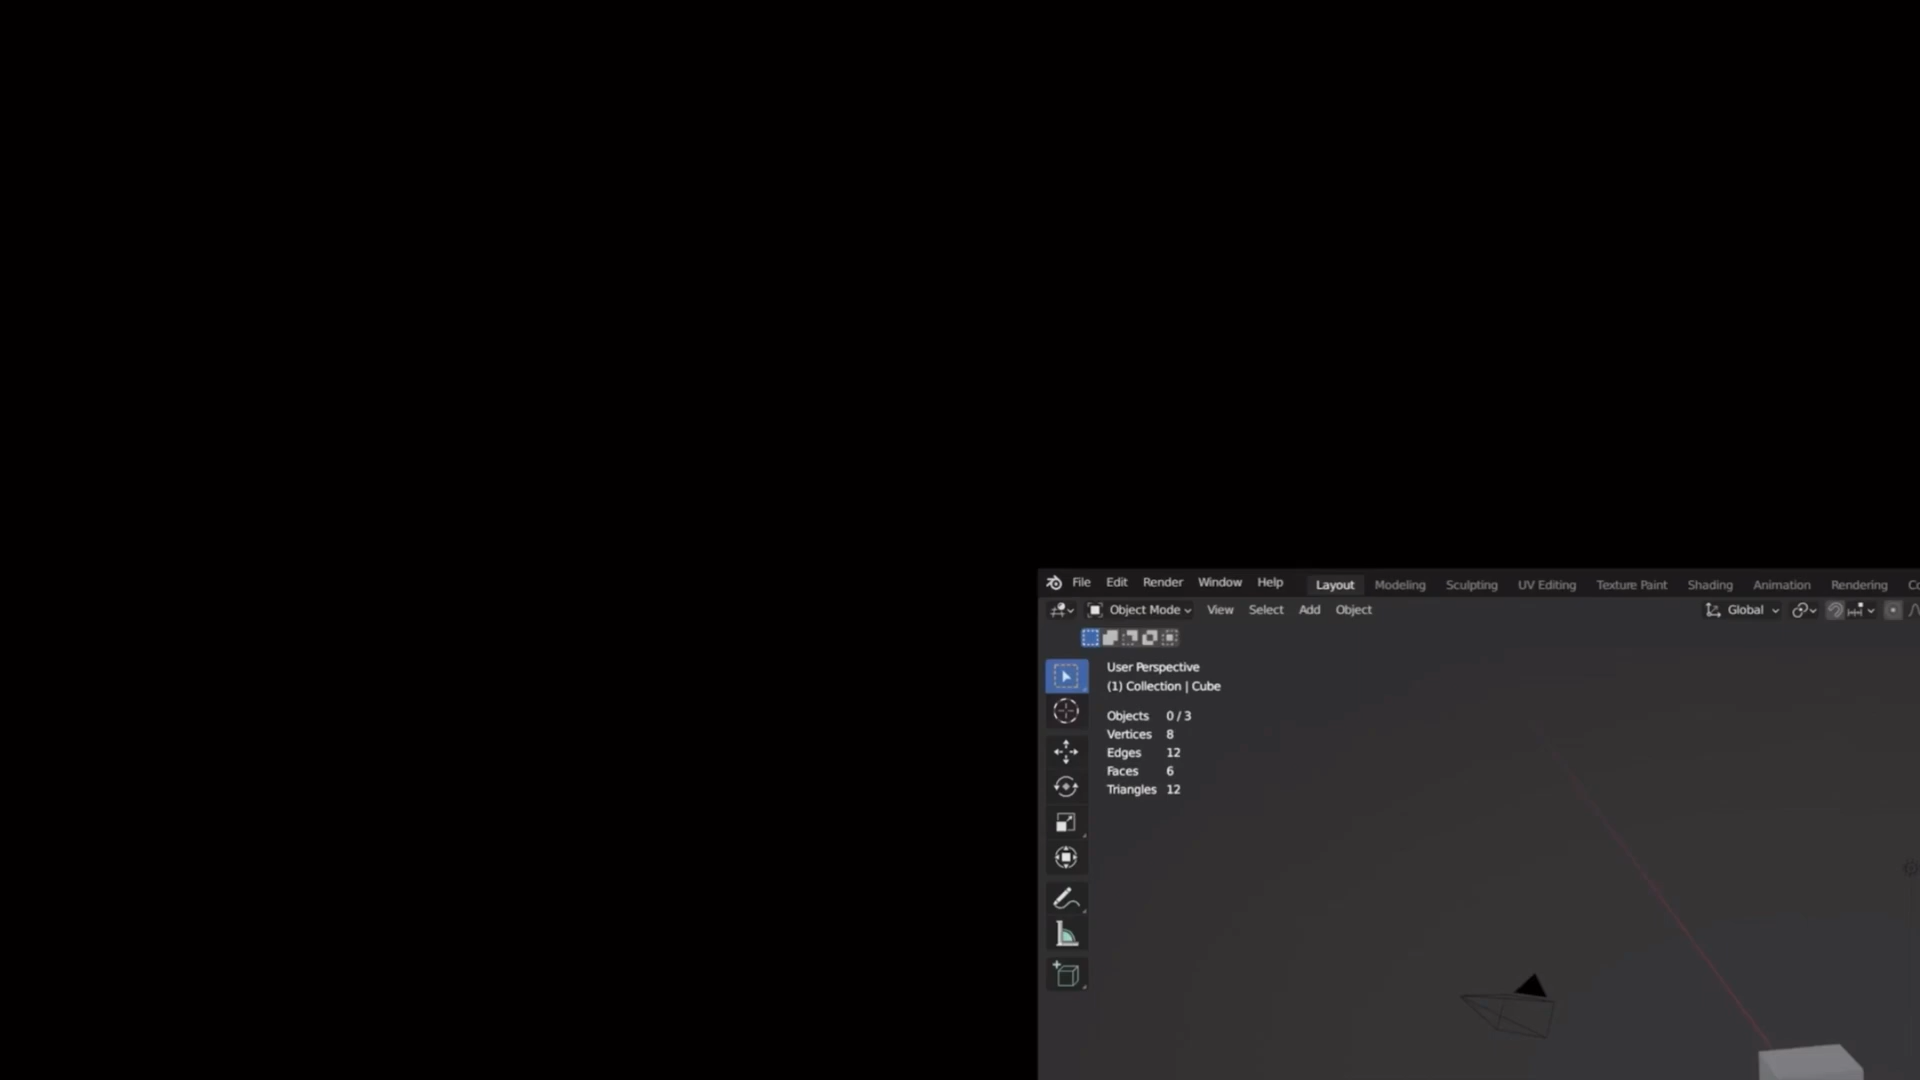 File Edit Render Window Help Layout Modeling Sculpting UV Editing Texture Paint Shading Animation Rendering
Object Mode View Select Add Object Global
User Perspective
(1) Collection | Cube
Objects 0 / 3
Vertices 8
Edges 12
Faces 6
Triangles 12